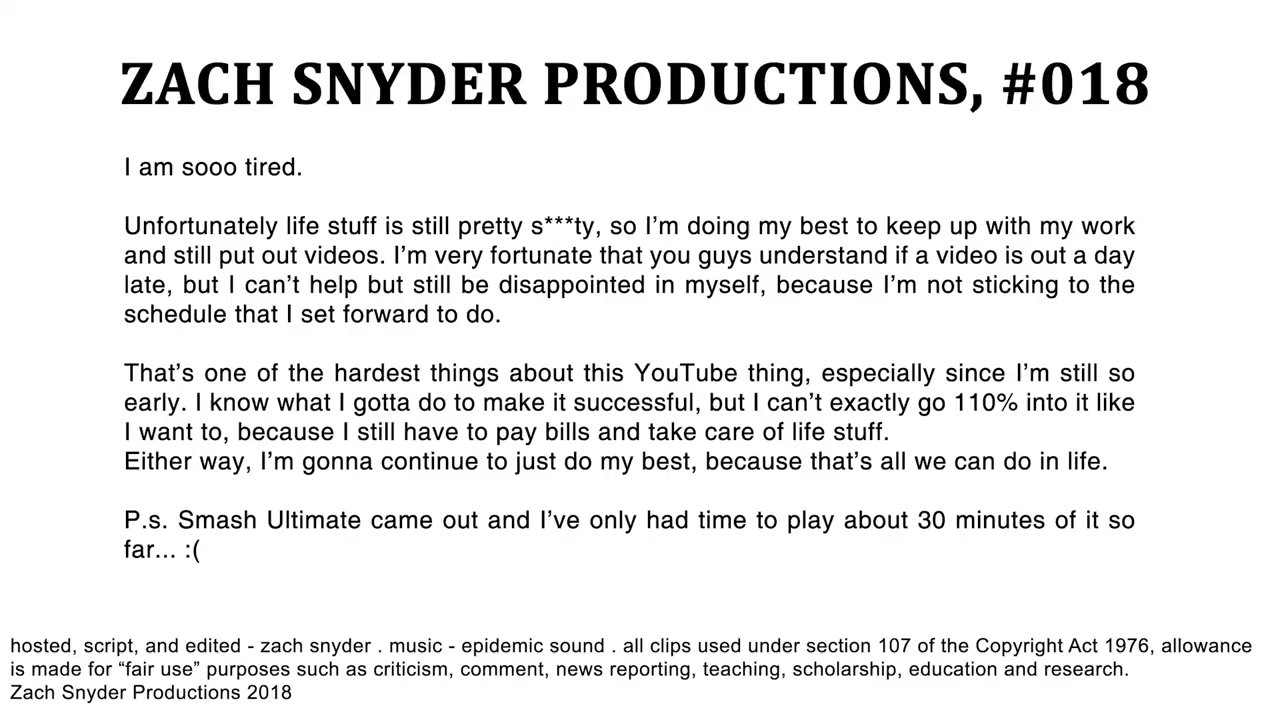 ZACH SNYDER PRODUCTIONS, #018
I am sooo tired.
Unfortunately life stuff is still pretty s***ty, so I’m doing my best to keep up with my work
and still put out videos. I’m very fortunate that you guys understand if a video is out a day
late, but I can’t help but still be disappointed in myself, because I’m not sticking to the
schedule that I set forward to do.
That’s one of the hardest things about this YouTube thing, especially since I’m still so
early. I know what I gotta do to make it successful, but I can’t exactly go 110% into it like
I want to, because I still have to pay bills and take care of life stuff.
Either way, I’m gonna continue to just do my best, because that’s all we can do in life.
P.s. Smash Ultimate came out and I’ve only had time to play about 30 minutes of it so
far... :(
hosted, script, and edited - zach snyder . music - epidemic sound . all clips used under section 107 of the Copyright Act 1976, allowance
is made for “fair use” purposes such as criticism, comment, news reporting, teaching, scholarship, education and research.
Zach Snyder Productions 2018